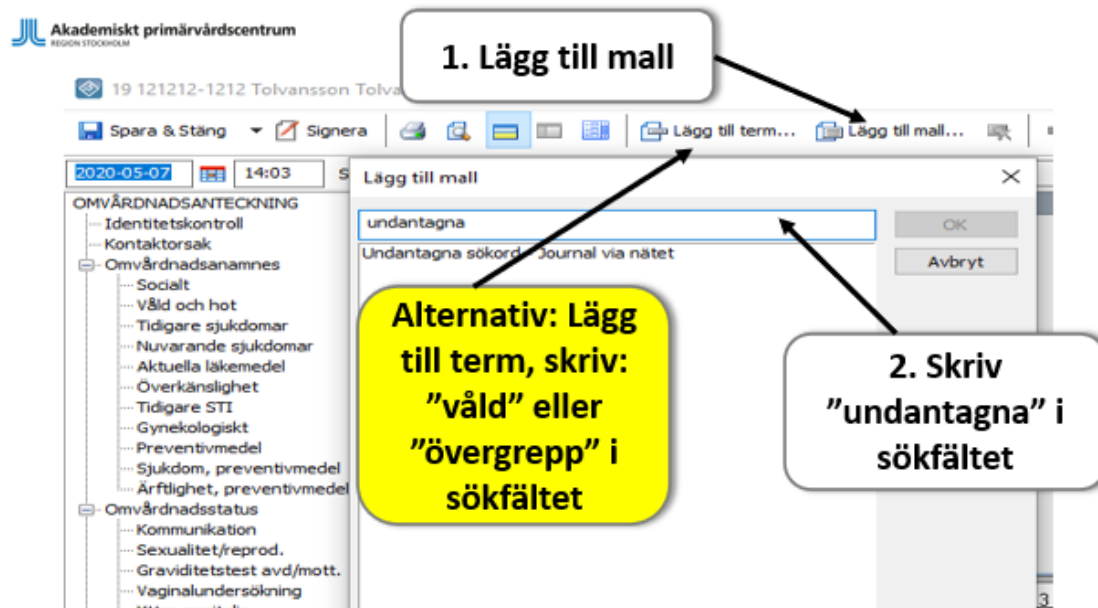 Akademiskt primärvårdscentrum
REGION STOCKHOLM
1. Lägg till mall
19 121212-1212 Tolvansson Tolva
Spara & Stäng Signera Lägg till term... Lägg till mall...
2020-05-07 14:03 S
Lägg till mall
undantagna
OK
Undantagna sökord - Journal via nätet
Avbryt
OMVÅRDNADSANTECKNING
Identitetskontroll
Kontaktorsak
Omvårdnadsanamnes
Socialt
Våld och hot
Tidigare sjukdomar
Nuvarande sjukdomar
Aktuella läkemedel
Överkänslighet
Tidigare STI
Gynekologiskt
Preventivmedel
Sjukdom, preventivmedel
Ärftlighet, preventivmedel
Omvårdnadsstatus
Kommunikation
Sexualitet/reprod.
Graviditetstest avd/mott.
Vaginalundersökning
Alternativ: Lägg
till term, skriv:
”våld” eller
”övergrepp” i
sökfältet
2. Skriv
”undantagna” i
sökfältet
3